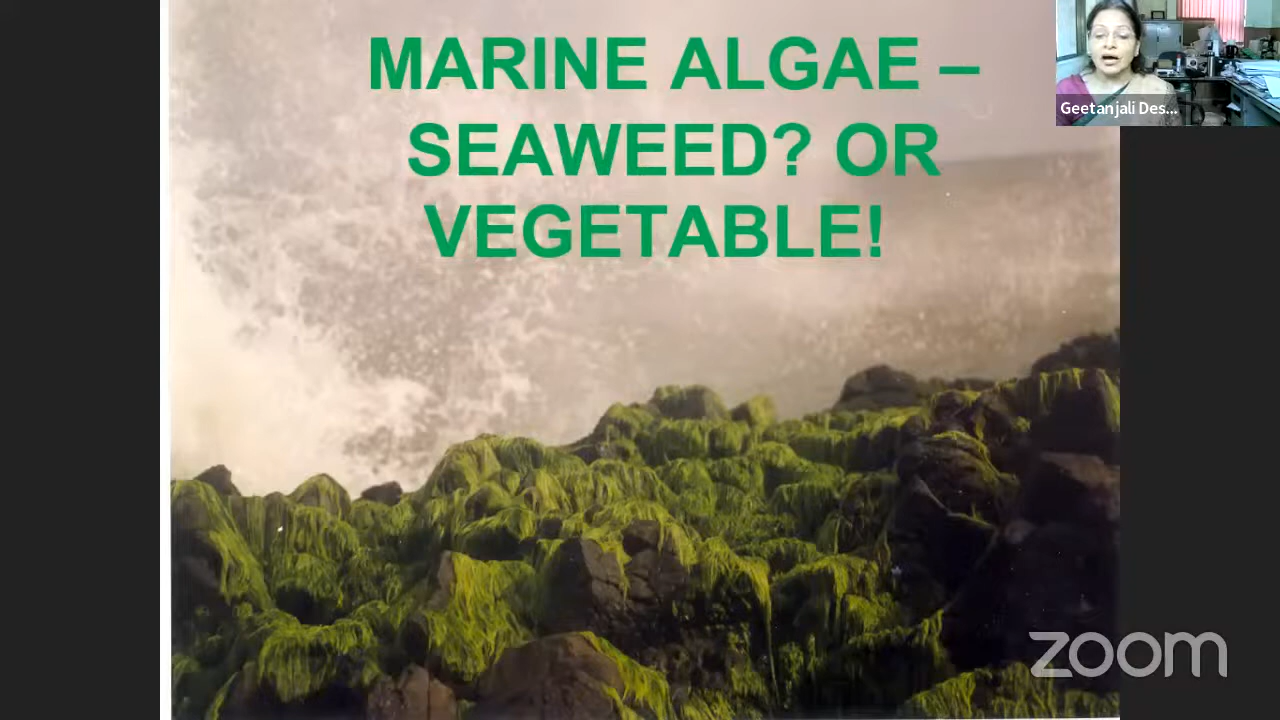 MARINE ALGAE –
SEAWEED? OR
VEGETABLE!
Geetanjali Des...
zoom